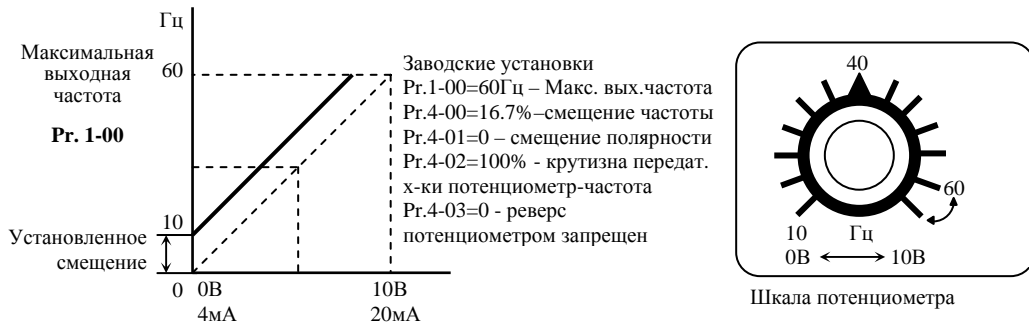 Гц
Максимальная
выходная
частота
Pr. 1-00
60
10
Установленное
смещение
0
0В
10В
4мА
20мА
Заводские установки
Pr.1-00=60Гц – Макс. вых.частота
Pr.4-00=16.7%–смещение частоты
Pr.4-01=0 – смещение полярности
Pr.4-02=100% - крутизна передат.
х-ки потенциометр-частота
Pr.4-03=0 - реверс
потенциометром запрещен
40
60
10
Гц
0В
10В
Шкала потенциометра